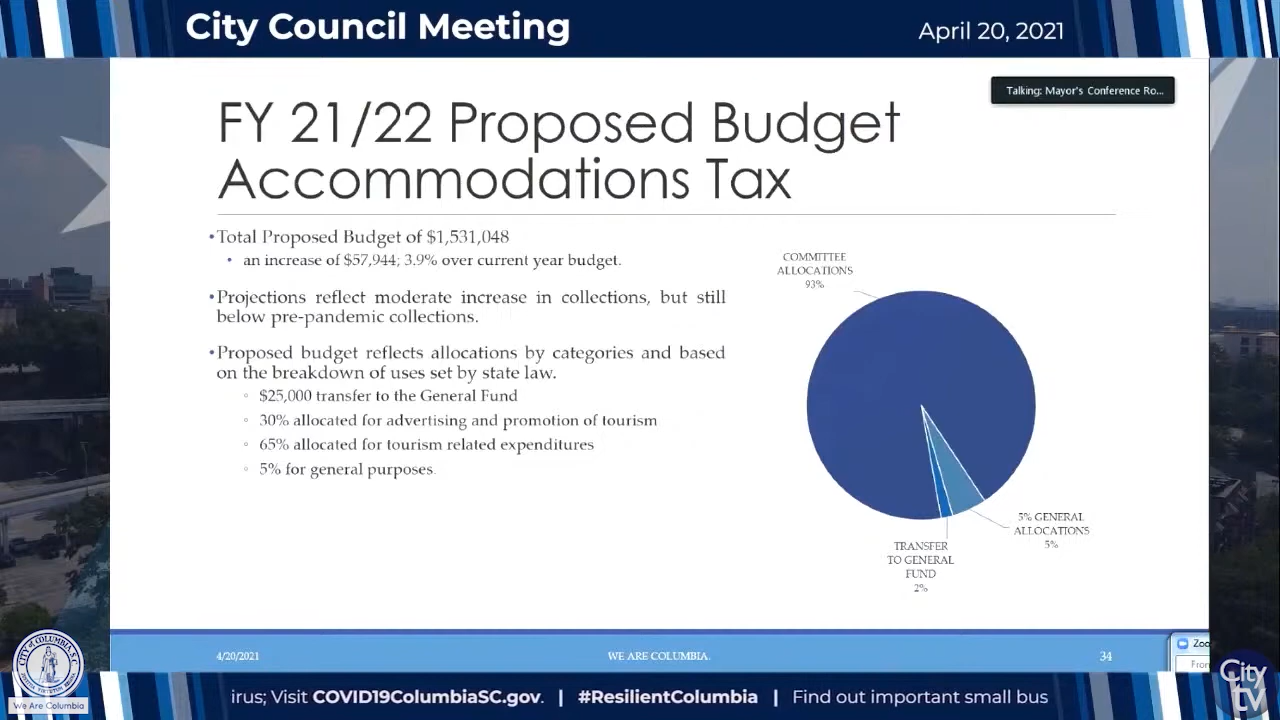 City Council Meeting
April 20, 2021
Talking: Mayor's Conference Ro...
FY 21/22 Proposed Budget
Accommodations Tax
•Total Proposed Budget of $1,531,048
• an increase of $57,944; 3.9% over current year budget.
•Projections reflect moderate increase in collections, but still
below pre-pandemic collections.
•Proposed budget reflects allocations by categories and based
on the breakdown of uses set by state law.
◦ $25,000 transfer to the General Fund
◦ 30% allocated for advertising and promotion of tourism
◦ 65% allocated for tourism related expenditures
◦ 5% for general purposes.
COMMITTEE
ALLOCATIONS
93%
5% GENERAL
ALLOCATIONS
5%
TRANSFER
TO GENERAL
FUND
2%
4/20/2021
WE ARE COLUMBIA.
34
Zoo
Fron
CITY OF COLUMBIA, SC
We Are Columbia
irus; Visit COVID19ColumbiaSC.gov. | #ResilientColumbia | Find out important small bus
City
tv